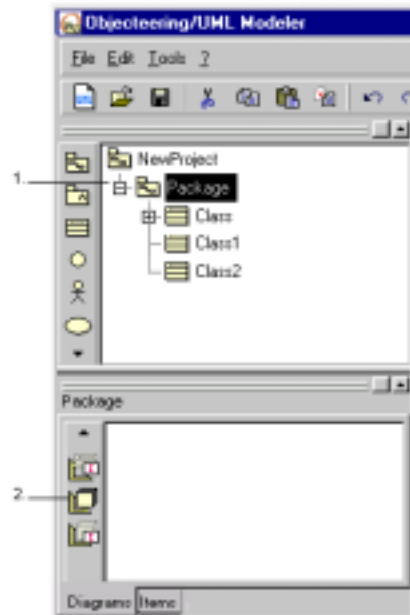 Objecteering/UML Modeler
File Edit Tools ?
NewProject
1. Package
Class
Class1
Class2
Package
2.
Diagrams Items